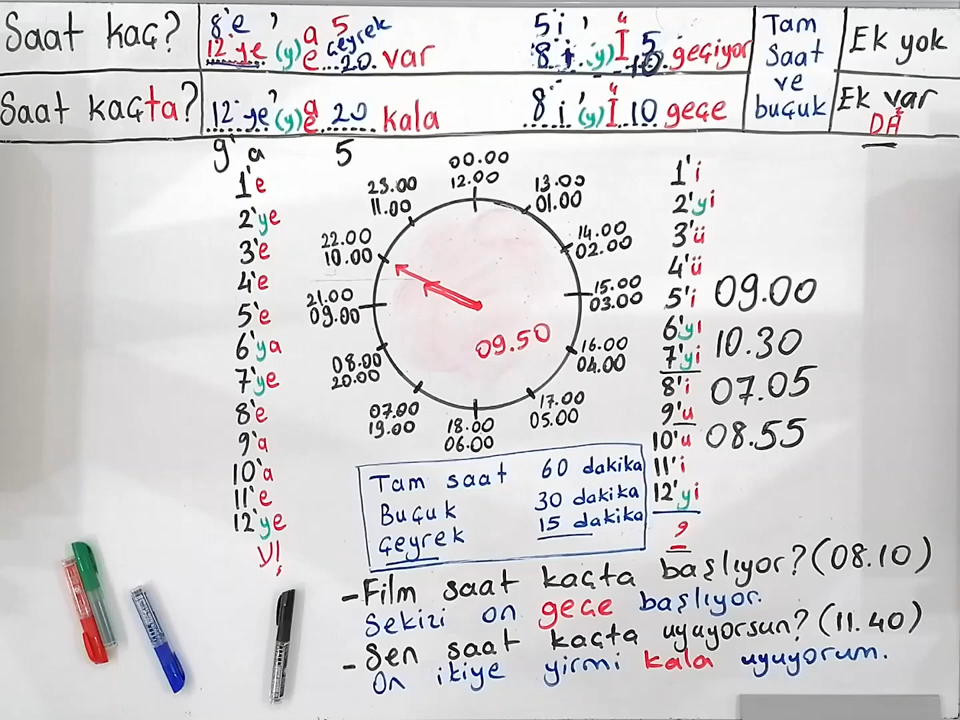 Saat kaç?
8'e ' a 5
12'ye (y) e çeyrek 20 var
5i ' ü
8 i (y) I 5 10 geçiyor
Tam Saat ve buçuk
Ek yok
Saat kaçta?
12'ye ' (y) a e 20 kala
8 i ' (y) I ü 10 geçe
Ek var
DA
9'a 5
1'e
2'ye
3'e
4'e
5'e
6'ya
7'ye
8'e
9'a
10'a
11'e
12'ye
00.00
12.00
13.00
01.00
14.00
02.00
15.00
03.00
16.00
04.00
17.00
05.00
18.00
06.00
07.00
19.00
08.00
20.00
21.00
09.00
22.00
10.00
23.00
11.00
09.50
1'i
2'yi
3'ü
4'ü
5'i
6'yı
7'yi
8'i
9'u
10'u
11'i
12'yi
09.00
10.30
07.05
08.55
Tam saat 60 dakika
Buçuk 30 dakika
Çeyrek 15 dakika
-Film saat kaçta başlıyor? (08.10)
Sekizi on geçe başlıyor.
-Sen saat kaçta uyuyorsun? (11.40)
On ikiye yirmi kala uyuyorum.